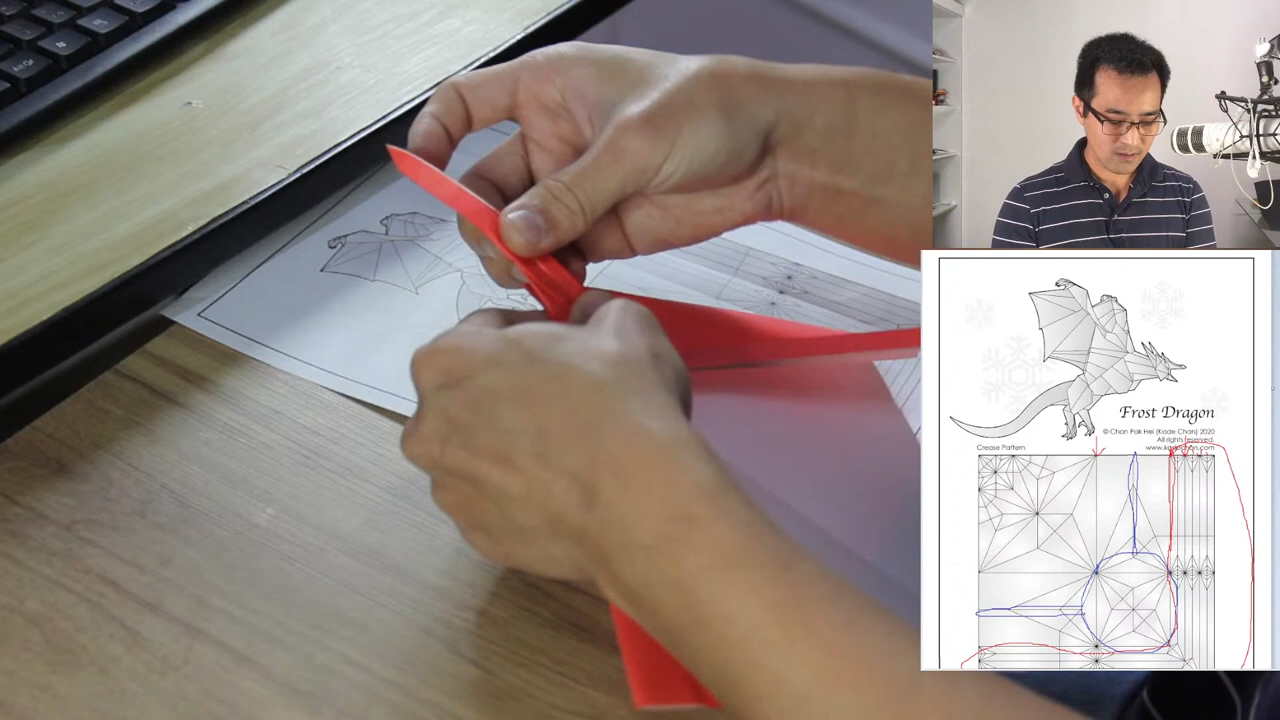 Frost Dragon
© Chan Pak Hei (Kade Chan) 2020
All rights reserved.
Crease Pattern